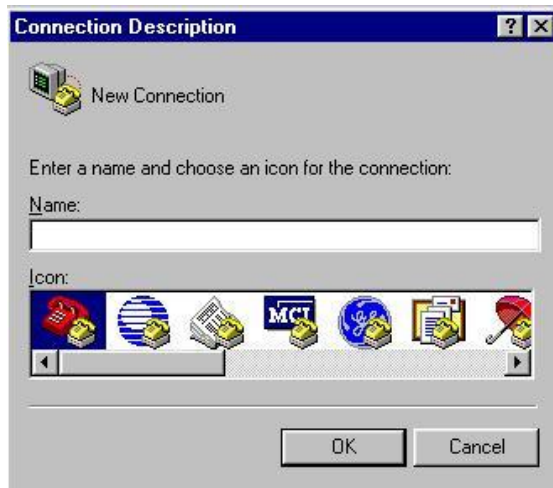 Connection Description
New Connection
Enter a name and choose an icon for the connection:
Name:
Icon:
MCI
OK
Cancel